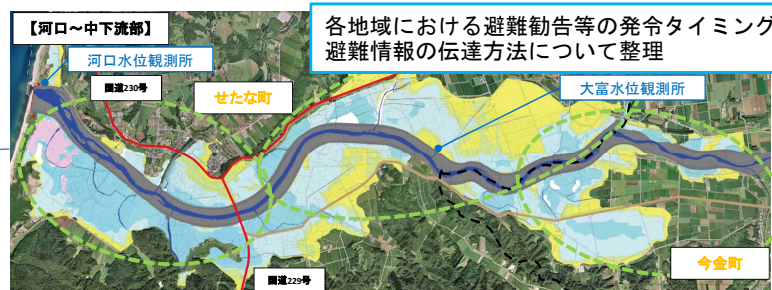 【河口～中下流部】
各地域における避難勧告等の発令タイミング
避難情報の伝達方法について整理
河口水位観測所
国道230号
せたな町
大富水位観測所
今金町
国道229号